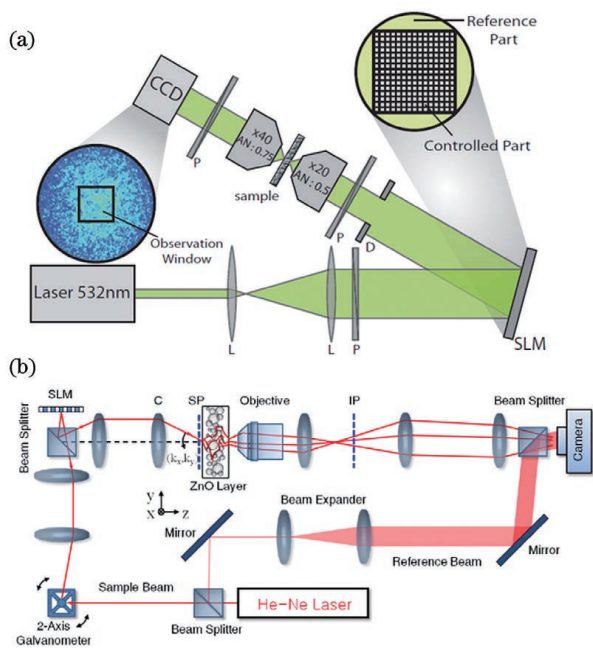 (a)
Reference
Part
Controlled Part
CCD
P
x40
AN : 0.75
sample
x20
AN : 0.5
P
D
Observation
Window
Laser 532nm
L
L
P
SLM
(b)
SLM
Beam Splitter
C
SP
Objective
IP
Beam Splitter
Camera
(kx,ky)
ZnO Layer
y
x
z
Mirror
Beam Expander
Reference Beam
Mirror
Sample Beam
He-Ne Laser
2-Axis
Galvanometer
Beam Splitter